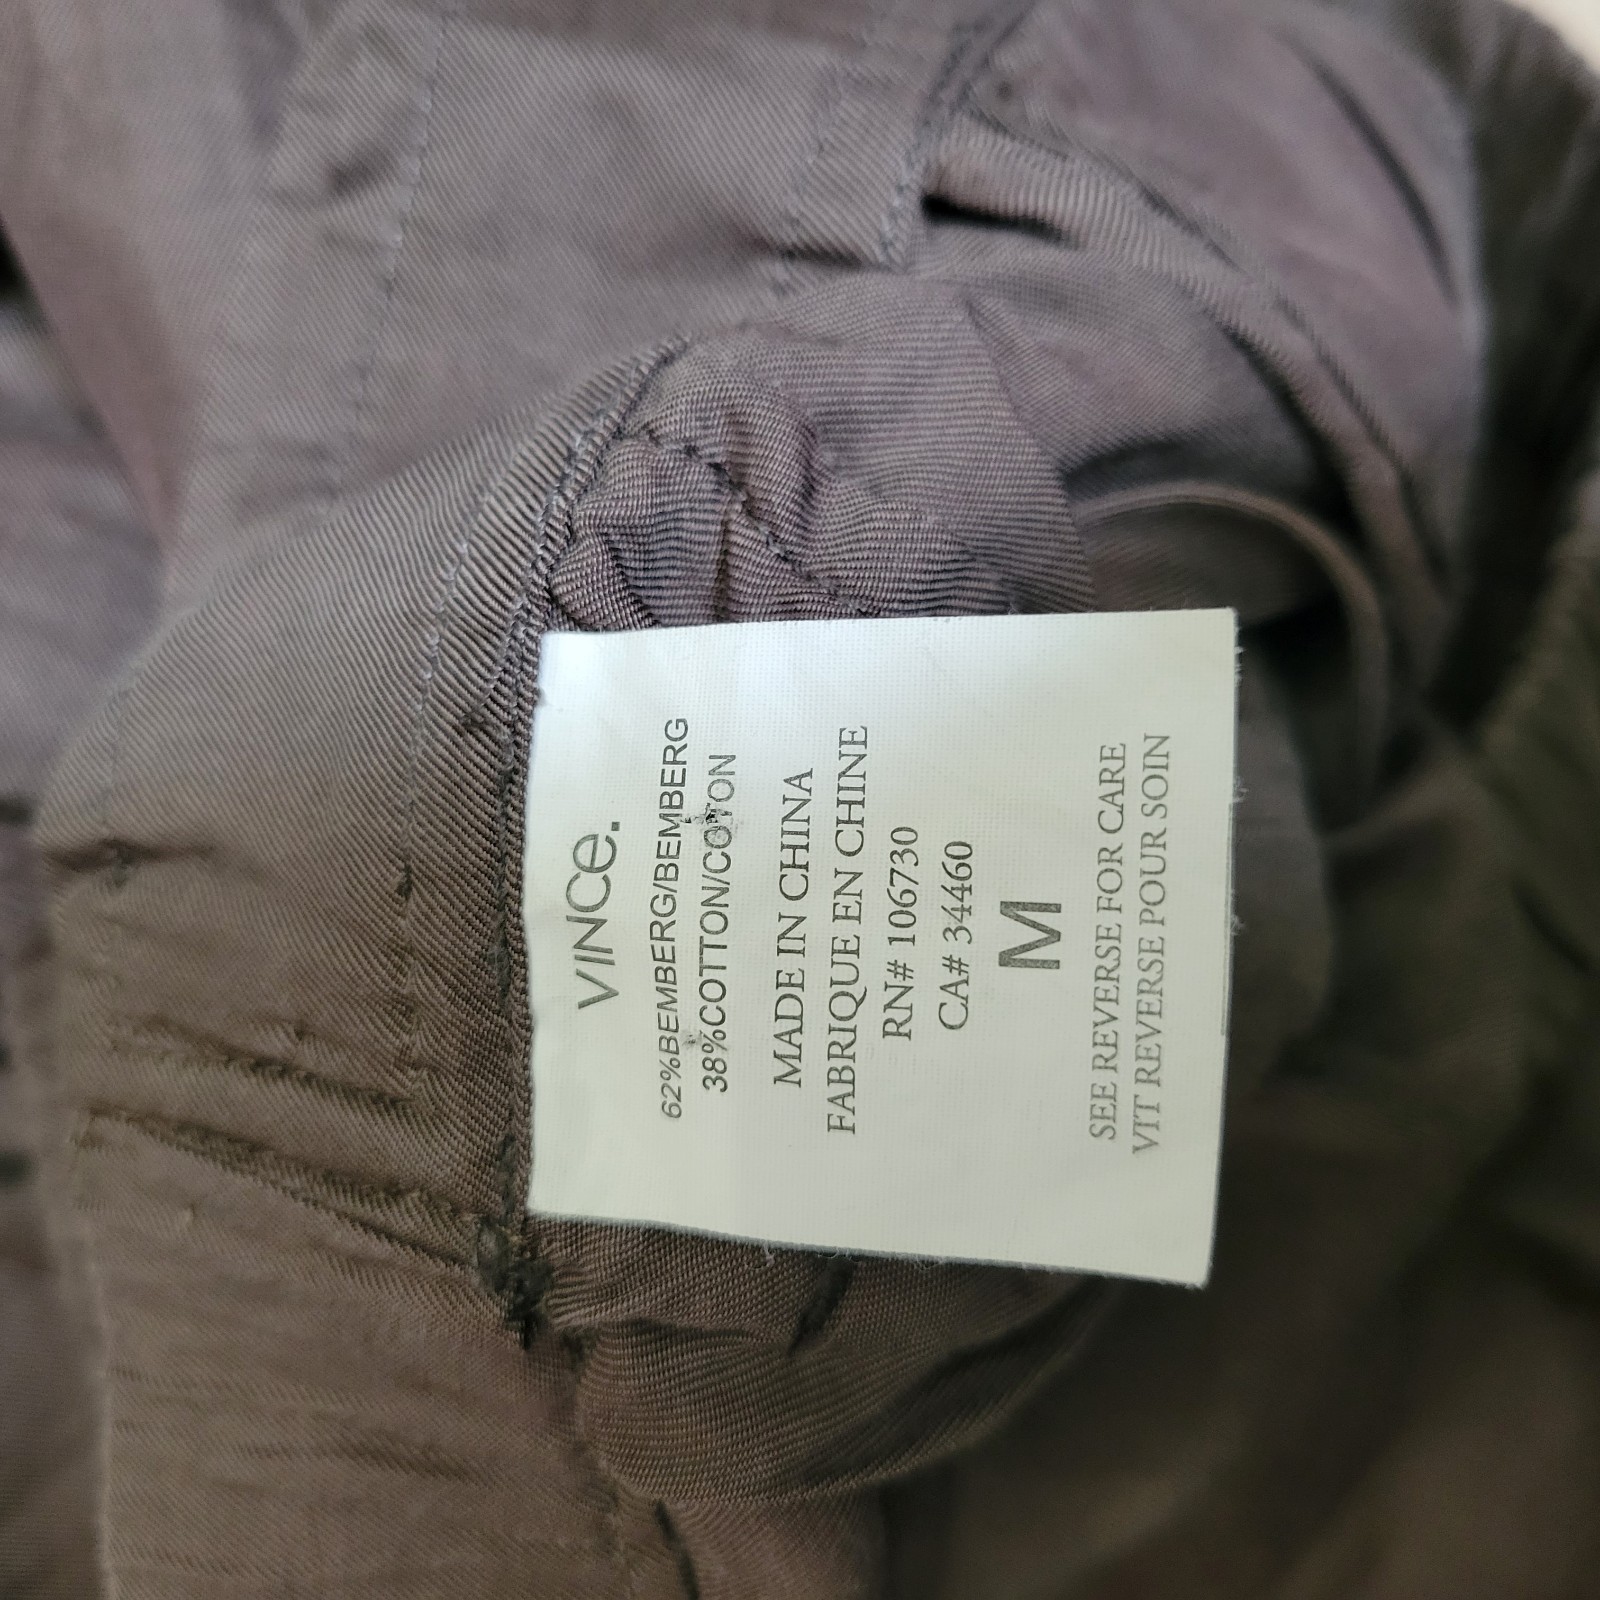 VINCE.
62%BEMBERG/BEMBERG
38%COTTON/COTON
MADE IN CHINA
FABRIQUE EN CHINE
RN# 106730
CA# 34460
M
SEE REVERSE FOR CARE
VIT REVERSE POUR SOIN